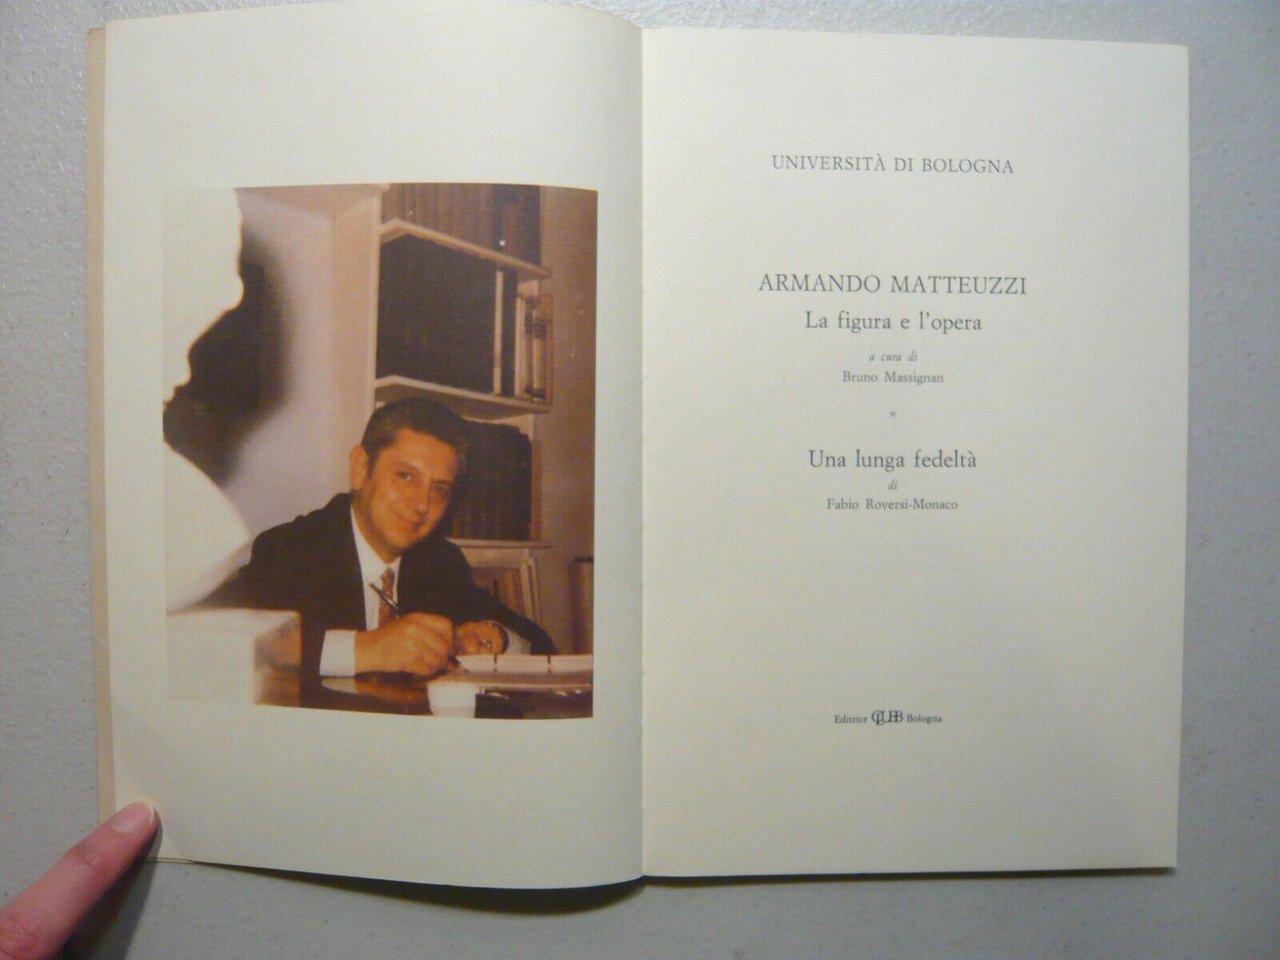 UNIVERSITÀ DI BOLOGNA
ARMANDO MATTEUZZI
La figura e l'opera
a cura di
Bruno Massignan
*
Una lunga fedeltà
di
Fabio Roversi-Monaco
Editrice CLUEB Bologna